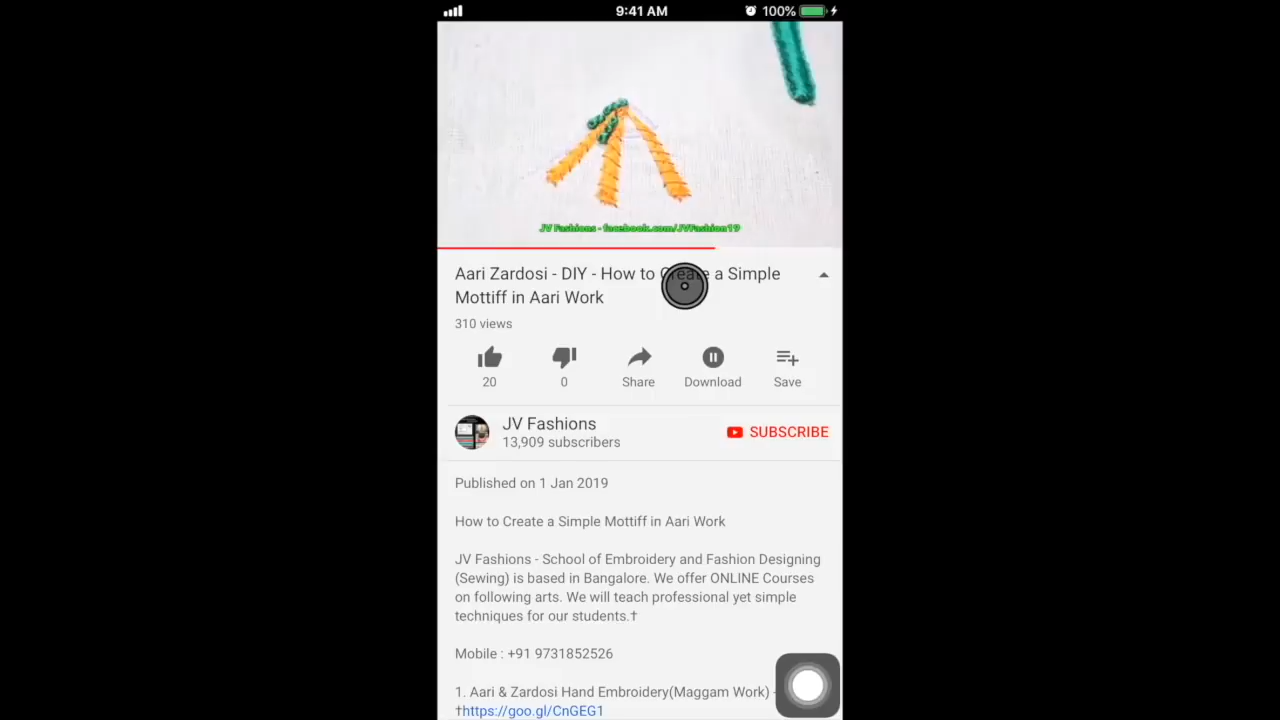 9:41 AM
100%
JV Fashions - facebook.com/JVFashion19
Aari Zardosi - DIY - How to Create a Simple
Mottiff in Aari Work
310 views
20
0
Share
Download
Save
JV Fashions
13,909 subscribers
SUBSCRIBE
Published on 1 Jan 2019
How to Create a Simple Mottiff in Aari Work
JV Fashions - School of Embroidery and Fashion Designing
(Sewing) is based in Bangalore. We offer ONLINE Courses
on following arts. We will teach professional yet simple
techniques for our students.†
Mobile : +91 9731852526
1. Aari & Zardosi Hand Embroidery(Maggam Work) -
†https://goo.gl/CnGEG1